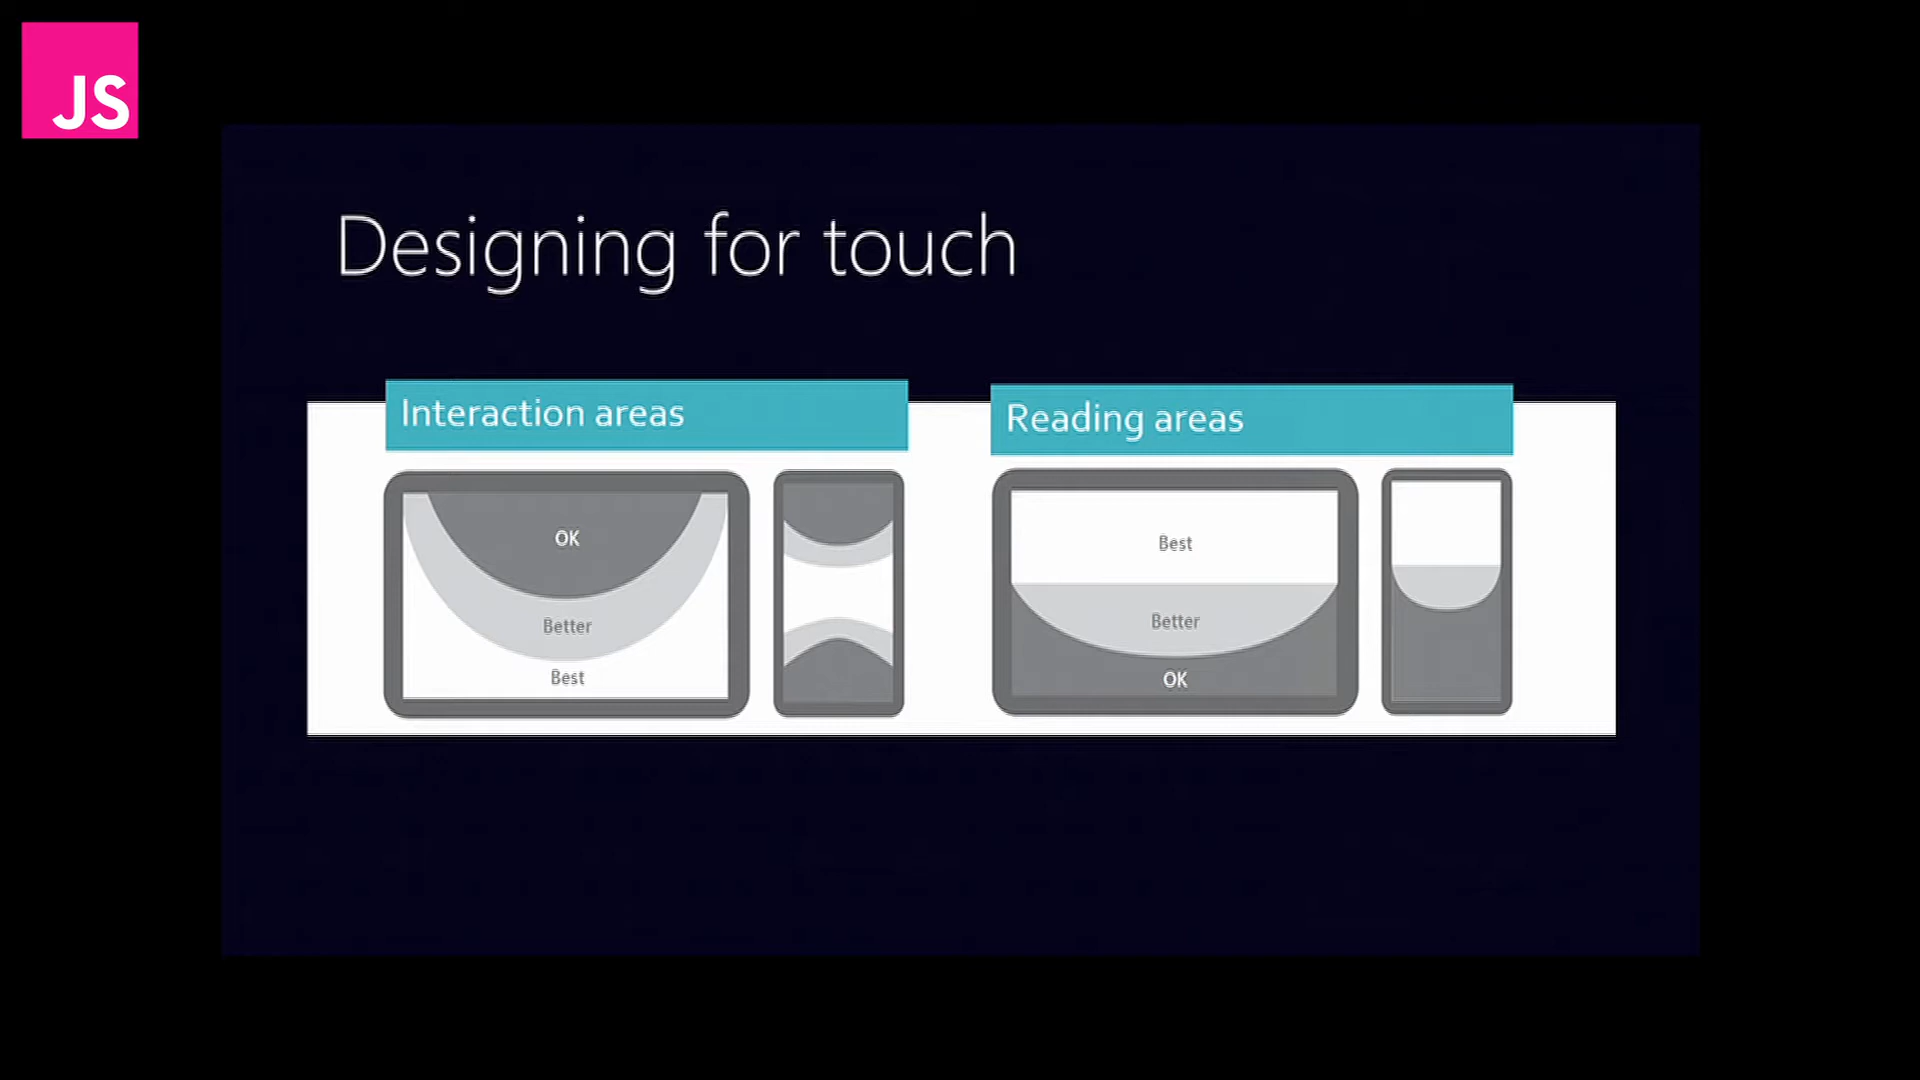 JS
Designing for touch
Interaction areas
OK
Better
Best
Reading areas
Best
Better
OK